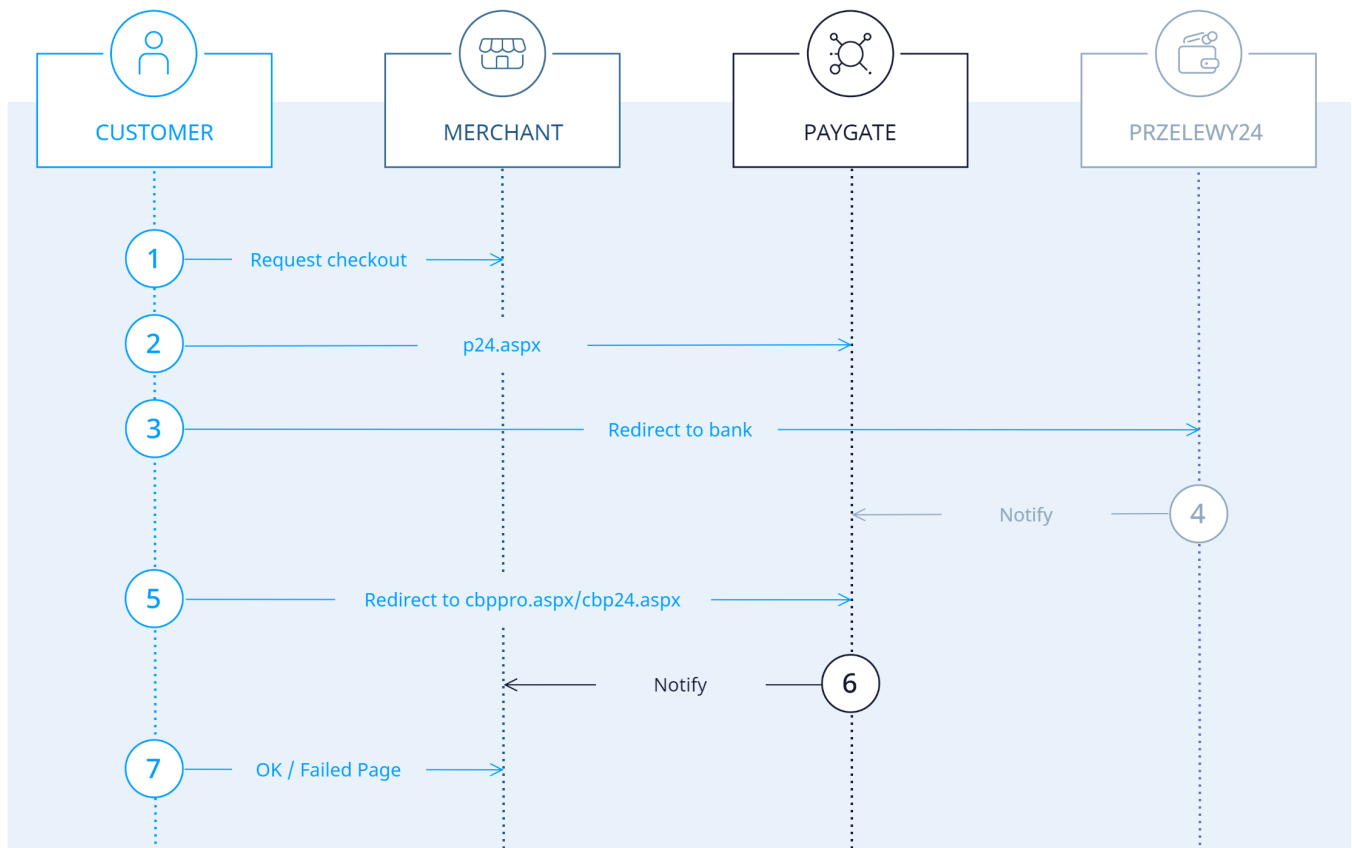 CUSTOMER
MERCHANT
PAYGATE
PRZELEWY24
1
Request checkout
2
p24.aspx
3
Redirect to bank
Notify
4
5
Redirect to cbppro.aspx/cbp24.aspx
Notify
6
7
OK / Failed Page